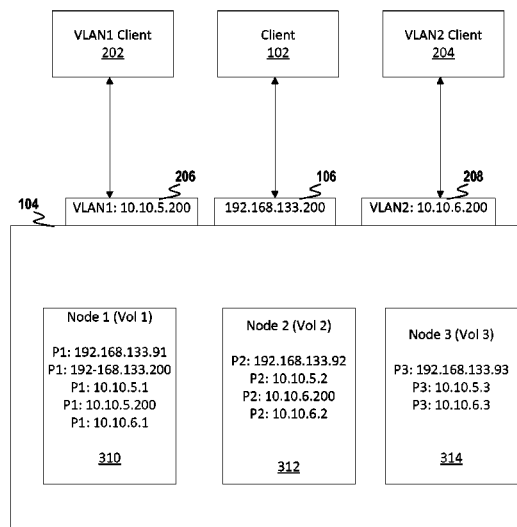 VLAN1 Client
202
Client
102
VLAN2 Client
204
104
206
106
208
VLAN1: 10.10.5.200
192.168.133.200
VLAN2: 10.10.6.200
Node 1 (Vol 1)
P1: 192.168.133.91
P1: 192-168.133.200
P1: 10.10.5.1
P1: 10.10.5.200
P1: 10.10.6.1
310
Node 2 (Vol 2)
P2: 192.168.133.92
P2: 10.10.5.2
P2: 10.10.6.200
P2: 10.10.6.2
312
Node 3 (Vol 3)
P3: 192.168.133.93
P3: 10.10.5.3
P3: 10.10.6.3
314